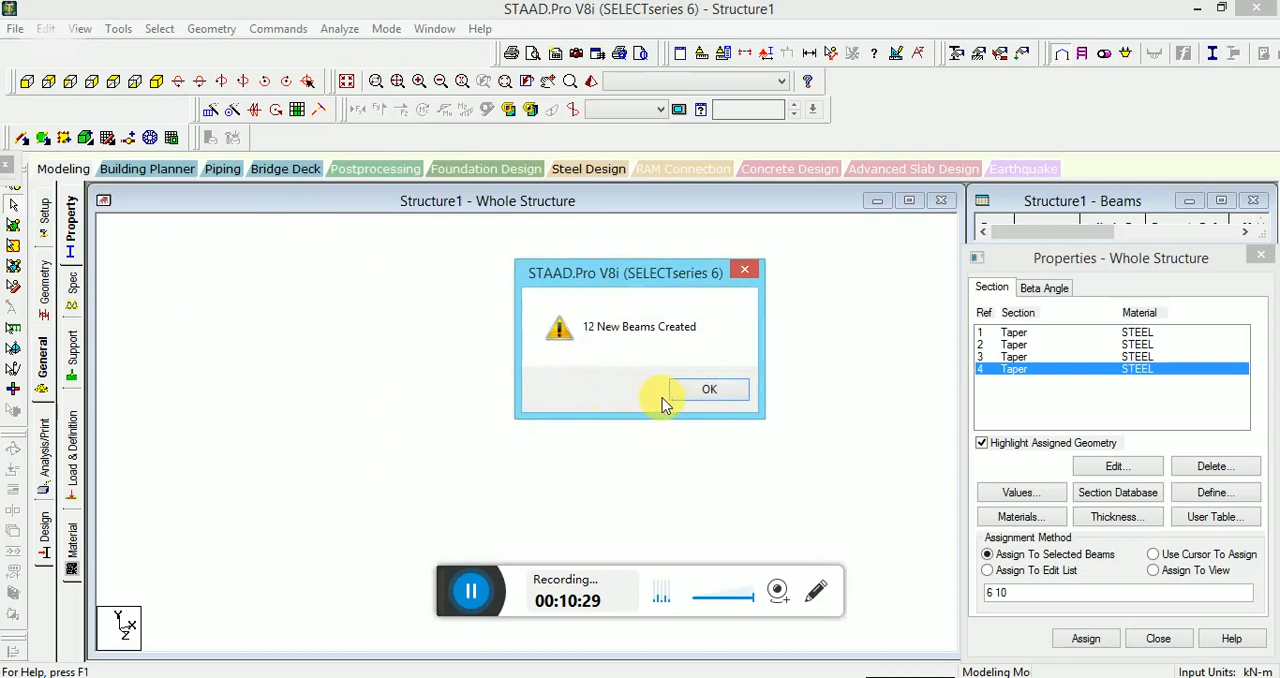 STAAD.Pro V8i (SELECTseries 6) - Structure1
File Edit View Tools Select Geometry Commands Analyze Mode Window Help
Modeling Building Planner Piping Bridge Deck Postprocessing Foundation Design Steel Design RAM Connection Concrete Design Advanced Slab Design Earthquake
Setup
Geometry
General
Analysis/Print
Design
Property
Spec
Support
Load & Definition
Material
Structure1 - Whole Structure
STAAD.Pro V8i (SELECTseries 6)
12 New Beams Created
OK
Recording...
00:10:29
Y
X
Z
Structure1 - Beams
Properties - Whole Structure
Section Beta Angle
Ref Section Material
1 Taper STEEL
2 Taper STEEL
3 Taper STEEL
4 Taper STEEL
Highlight Assigned Geometry
Edit... Delete...
Values... Section Database Define...
Materials... Thickness... User Table...
Assignment Method
Assign To Selected Beams Use Cursor To Assign
Assign To Edit List Assign To View
6 10
Assign Close Help
For Help, press F1
Modeling Mo Input Units: kN-m